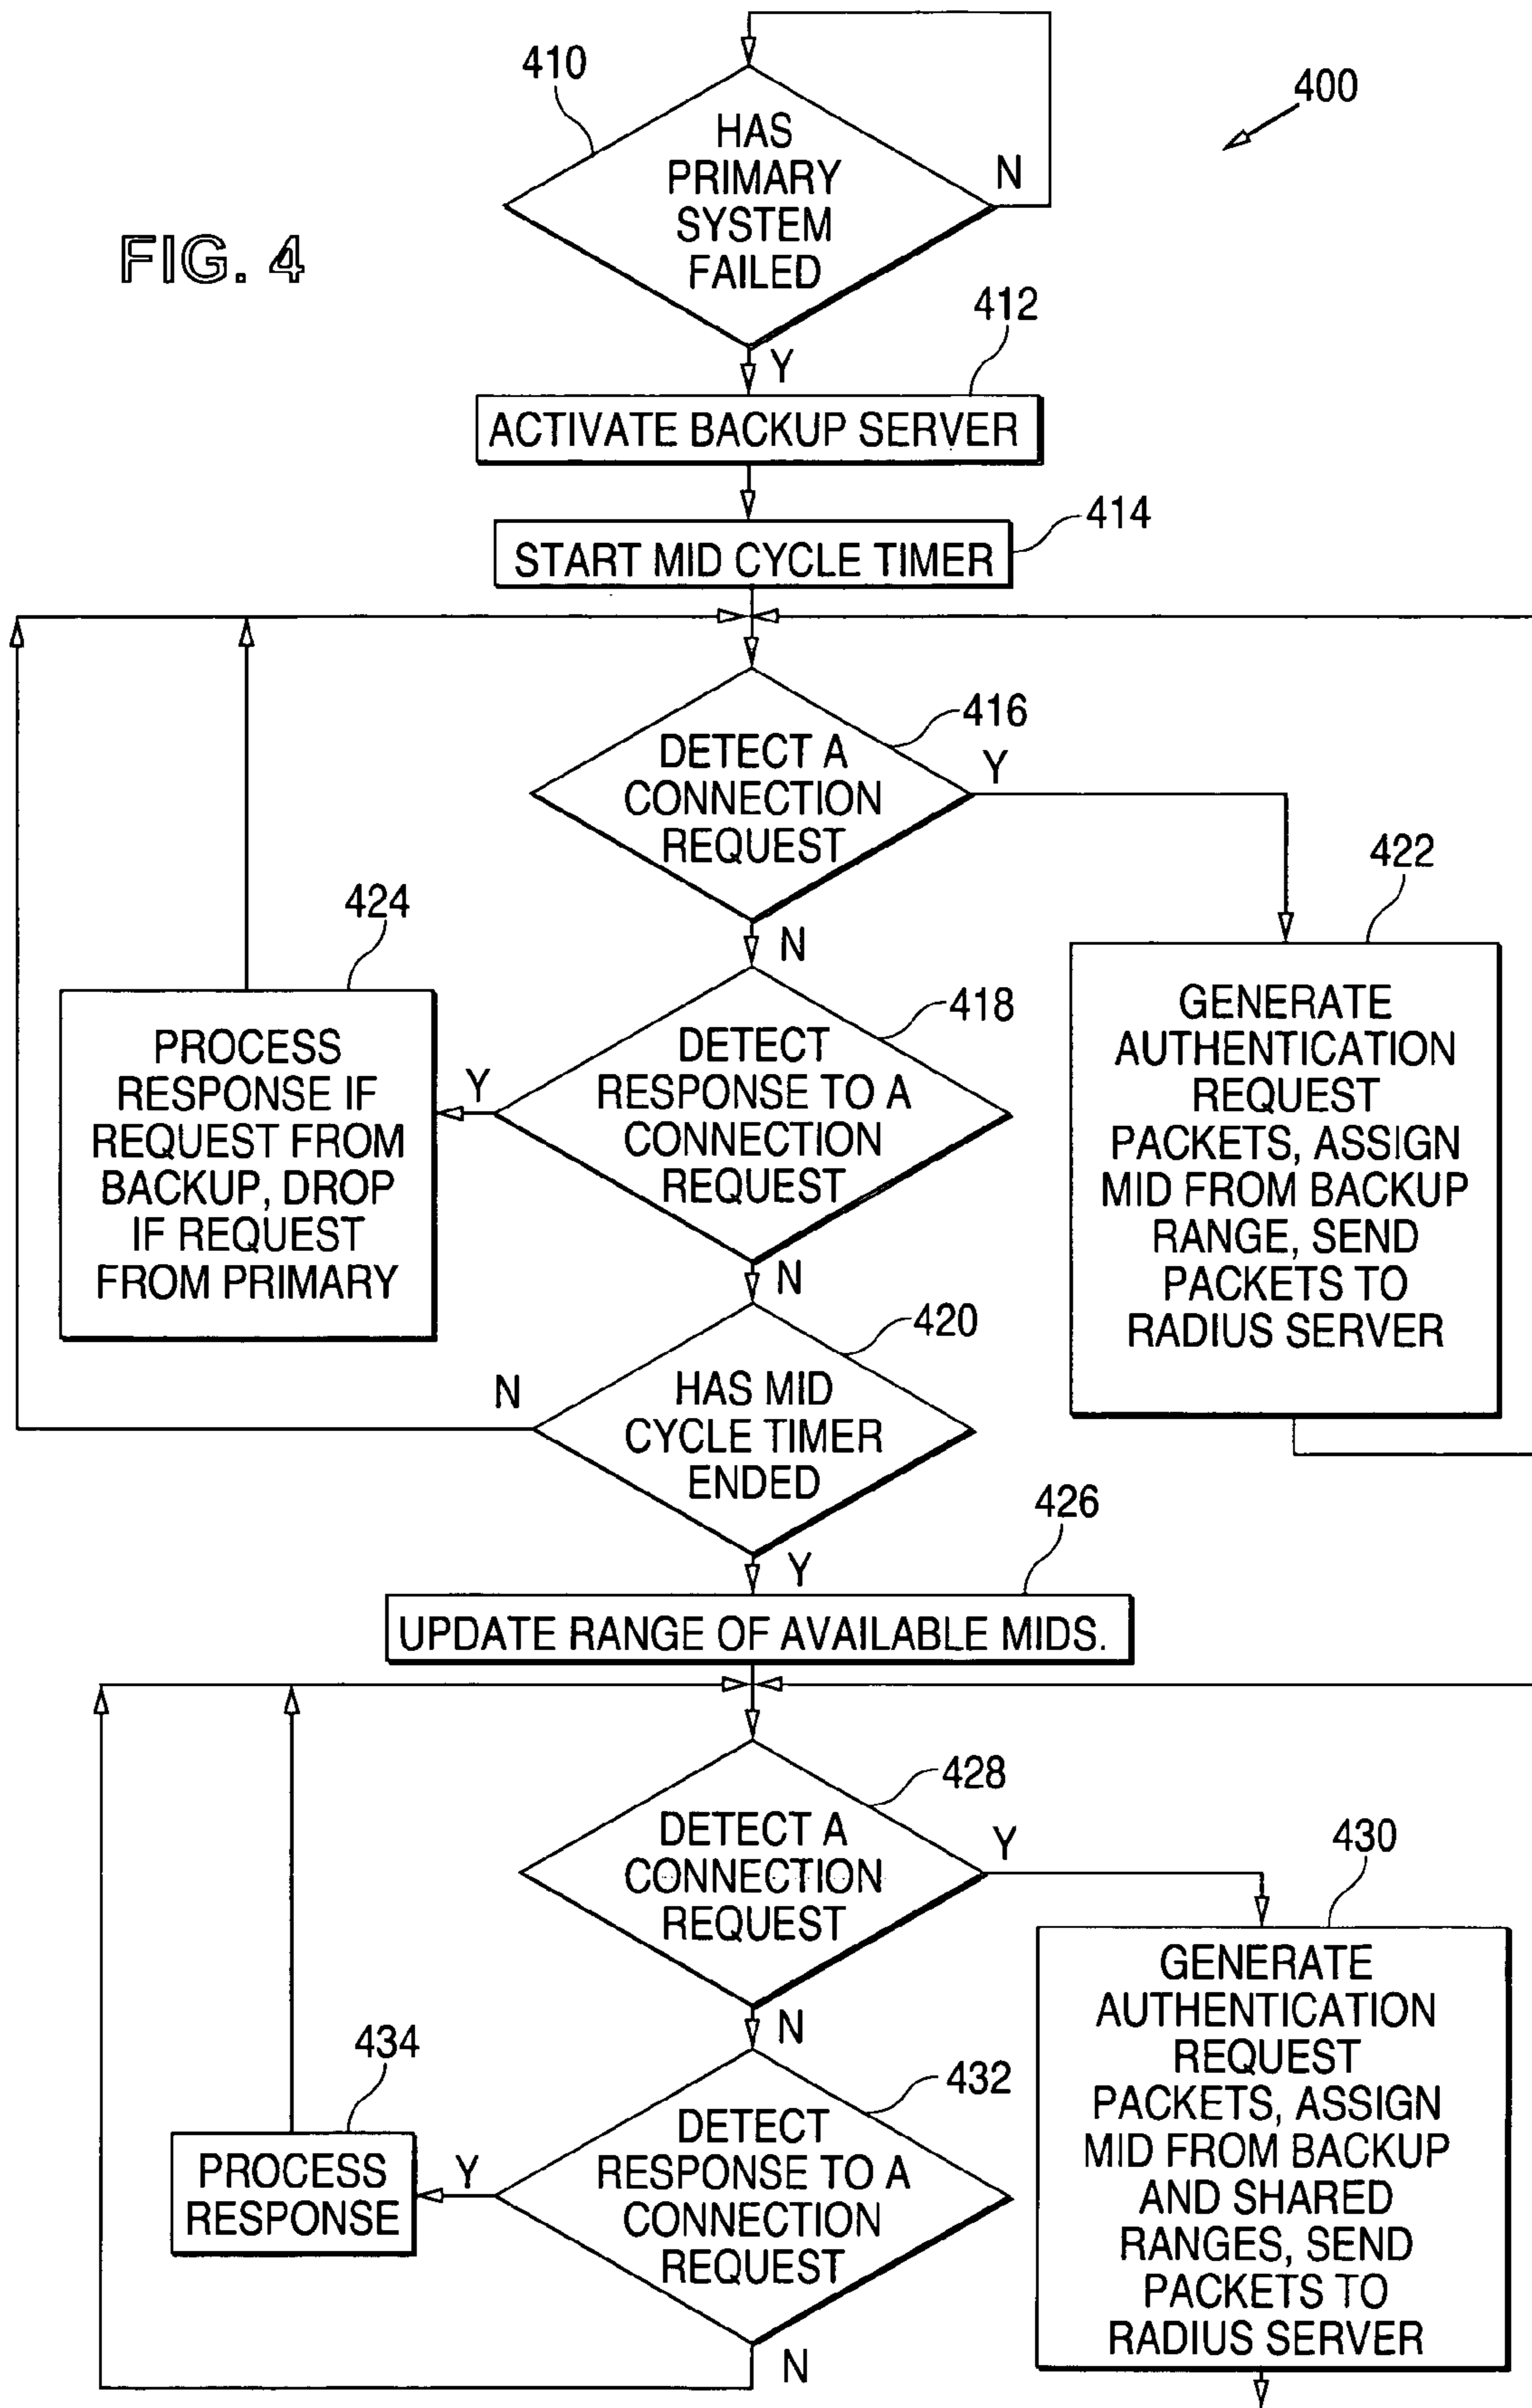 410
HAS
PRIMARY
SYSTEM
FAILED
N
400
FIG. 4
Y
412
ACTIVATE BACKUP SERVER
414
START MID CYCLE TIMER
416
DETECT A
CONNECTION
REQUEST
Y
N
422
GENERATE
AUTHENTICATION
REQUEST
PACKETS, ASSIGN
MID FROM BACKUP
RANGE, SEND
PACKETS TO
RADIUS SERVER
424
PROCESS
RESPONSE IF
REQUEST FROM
BACKUP, DROP
IF REQUEST
FROM PRIMARY
418
DETECT
RESPONSE TO A
CONNECTION
REQUEST
Y
N
420
HAS MID
CYCLE TIMER
ENDED
N
Y
426
UPDATE RANGE OF AVAILABLE MIDS.
428
DETECT A
CONNECTION
REQUEST
Y
N
430
GENERATE
AUTHENTICATION
REQUEST
PACKETS, ASSIGN
MID FROM BACKUP
AND SHARED
RANGES, SEND
PACKETS TO
RADIUS SERVER
434
PROCESS
RESPONSE
432
DETECT
RESPONSE TO A
CONNECTION
REQUEST
Y
N